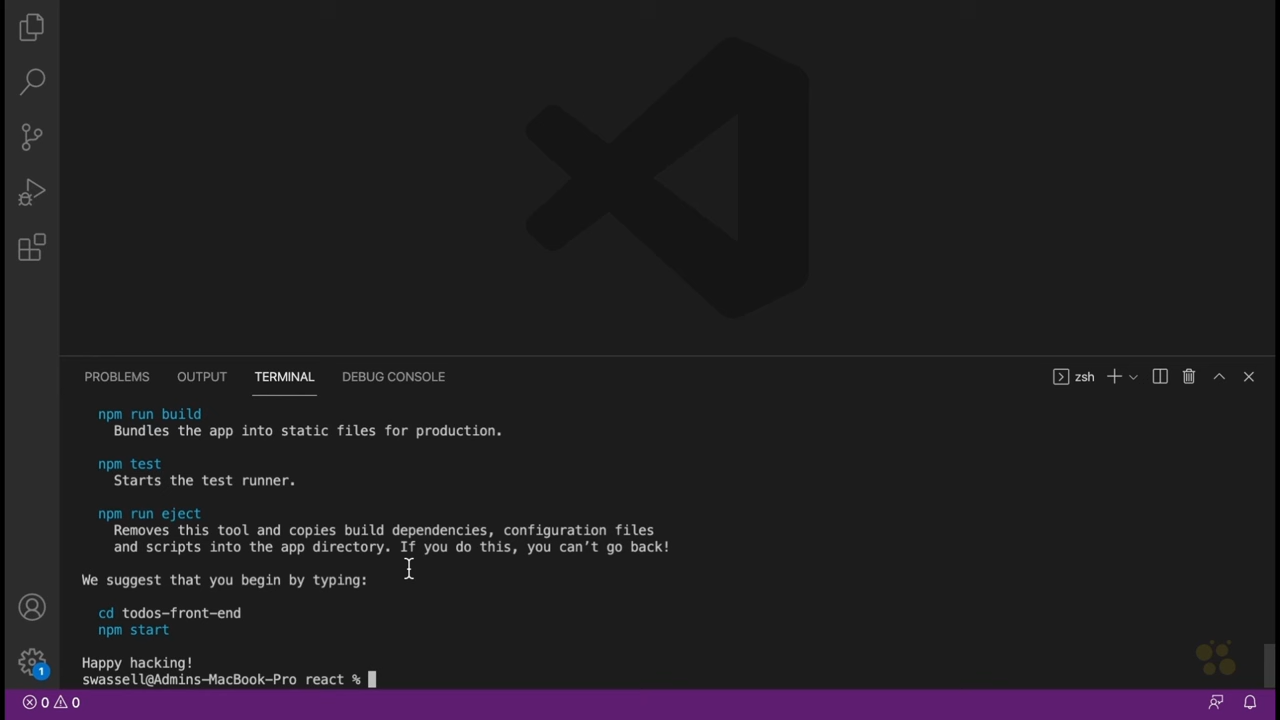 PROBLEMS OUTPUT TERMINAL DEBUG CONSOLE zsh
npm run build
Bundles the app into static files for production.
npm test
Starts the test runner.
npm run eject
Removes this tool and copies build dependencies, configuration files
and scripts into the app directory. If you do this, you can’t go back!
We suggest that you begin by typing:
cd todos-front-end
npm start
Happy hacking!
swassell@Admins-MacBook-Pro react %
1
0 0